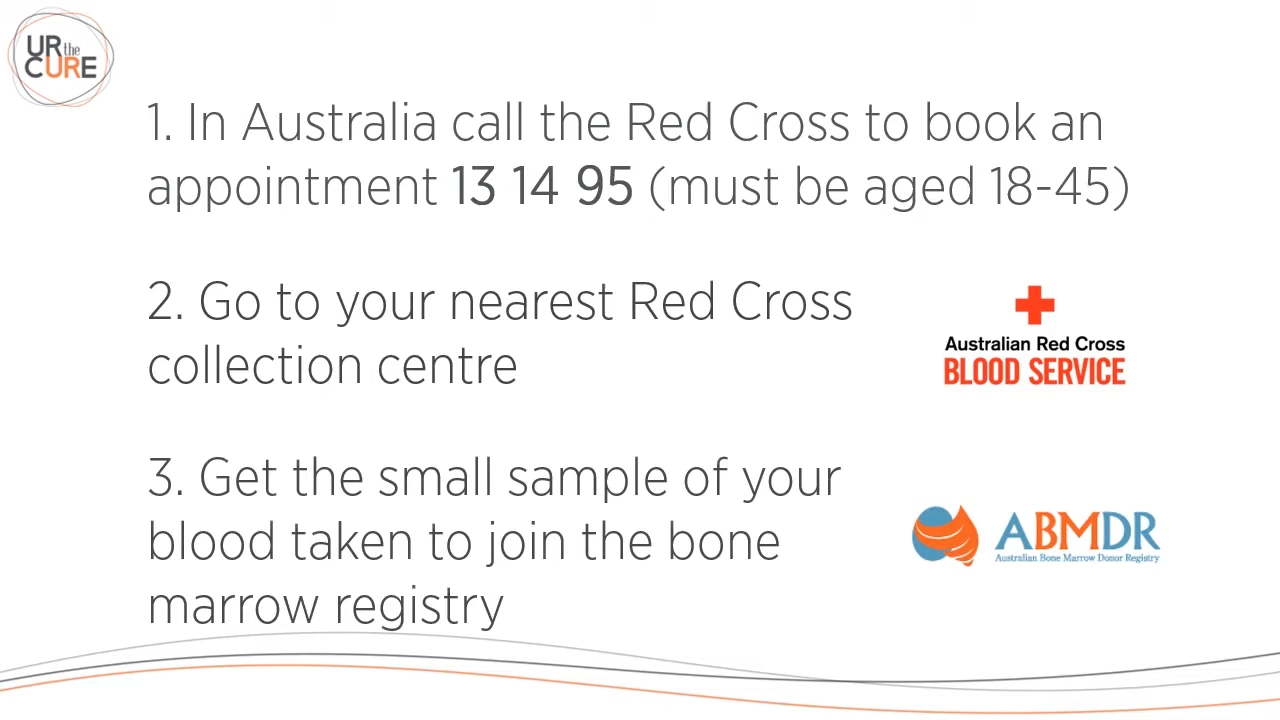 UR the
CURE
1. In Australia call the Red Cross to book an
appointment 13 14 95 (must be aged 18-45)
2. Go to your nearest Red Cross
collection centre
Australian Red Cross
BLOOD SERVICE
3. Get the small sample of your
blood taken to join the bone
marrow registry
ABMDR
Australian Bone Marrow Donor Registry